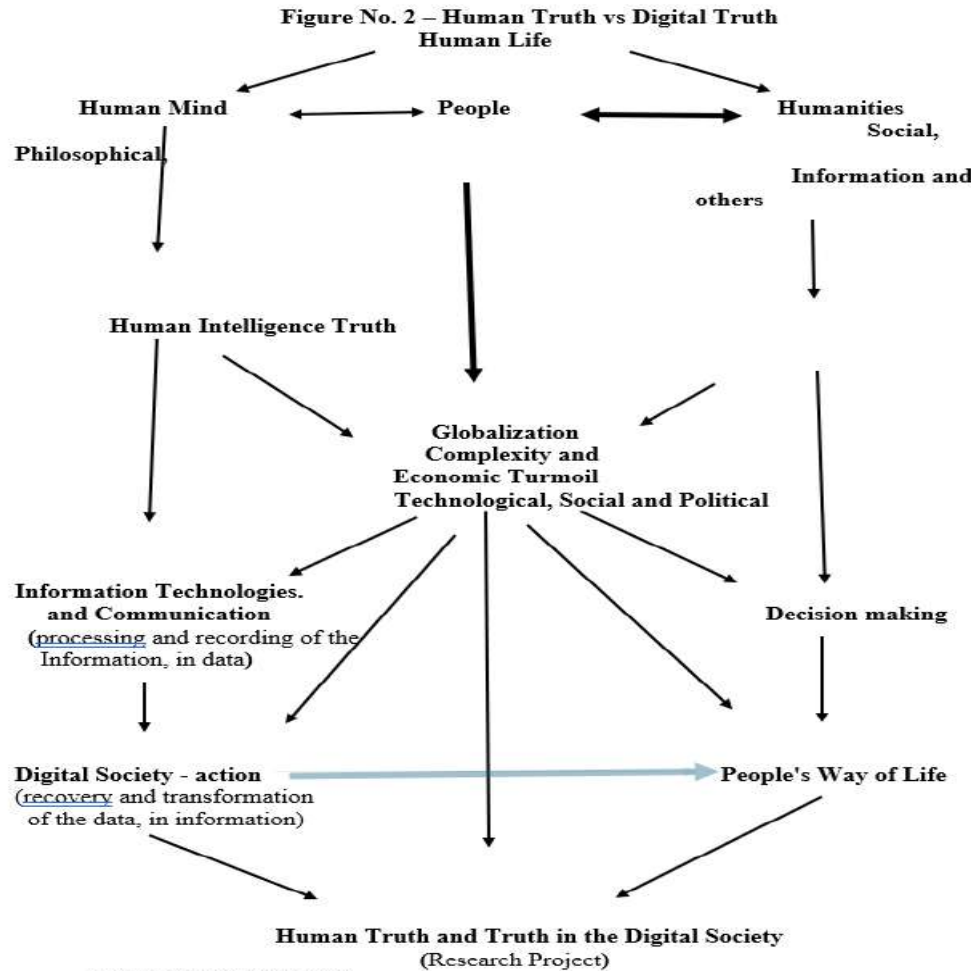 Figure No. 2 – Human Truth vs Digital Truth
Human Life
Human Mind
People
Humanities
Social,
Philosophical,
Information and
others
Human Intelligence Truth
Globalization
Complexity and
Economic Turmoil
Technological, Social and Political
Information Technologies.
and Communication
(processing and recording of the
Information, in data)
Decision making
Digital Society - action
(recovery and transformation
of the data, in information)
People's Way of Life
Human Truth and Truth in the Digital Society
(Research Project)